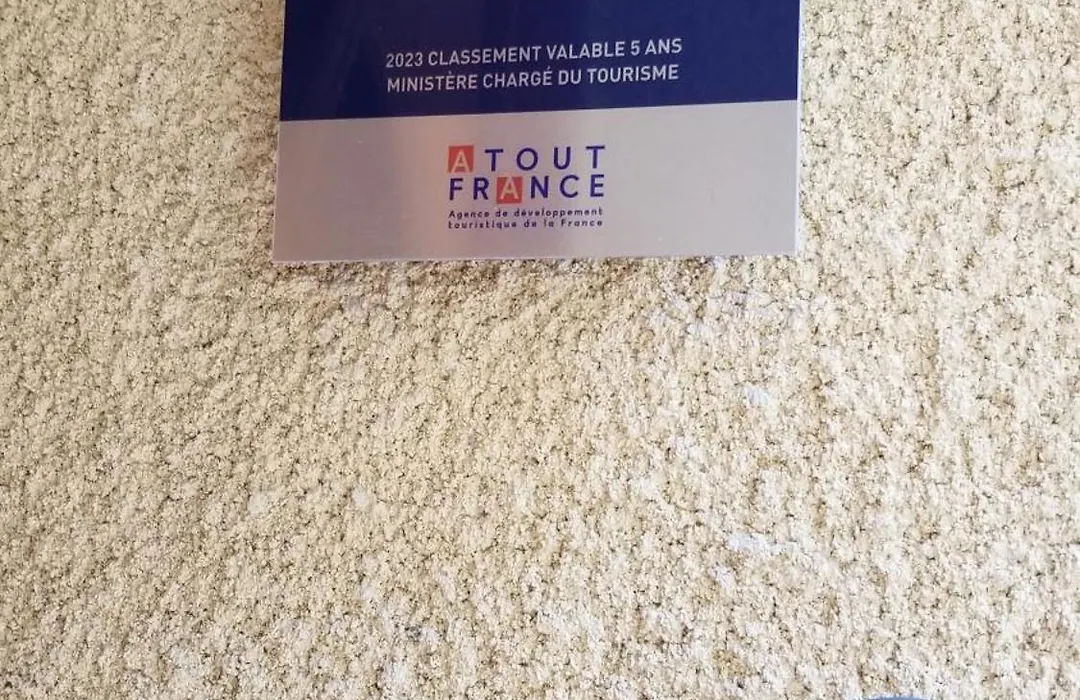 2023 CLASSEMENT VALABLE 5 ANS
MINISTÈRE CHARGÉ DU TOURISME
ATOUT
FRANCE
Agence de développement
touristique de la France